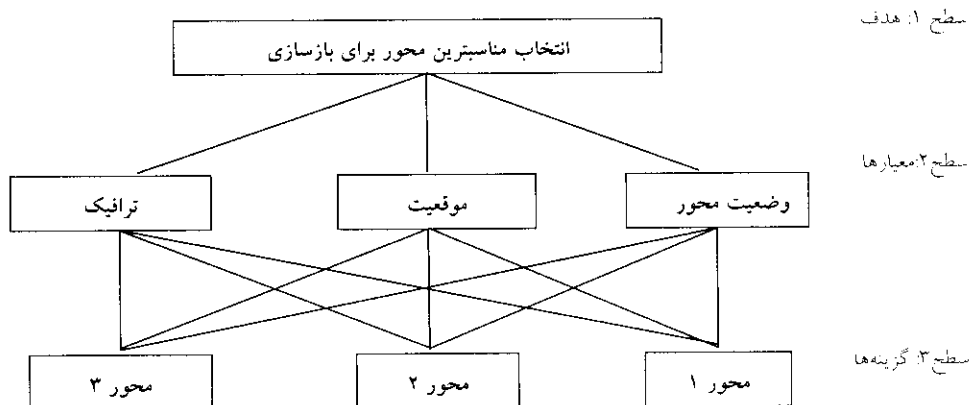 سطح ۱: هدف
انتخاب مناسبترین محور برای بازسازی
سطح ۲:معیارها
وضعیت محور
موقعیت
ترافیک
سطح ۳: گزینه‌ها
محور ۱
محور ۲
محور ۳